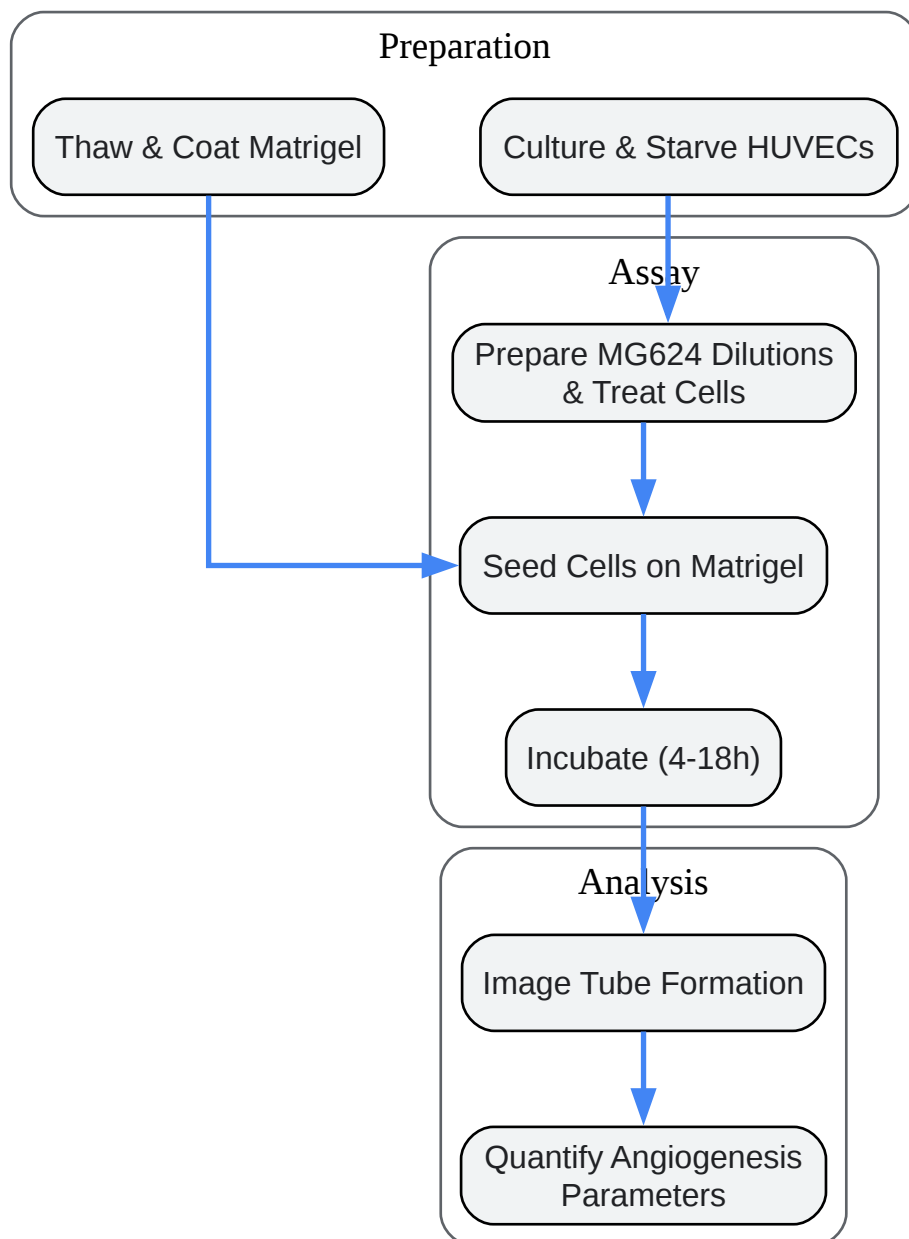 Preparation
Thaw & Coat Matrigel
Culture & Starve HUVECs
Assay
Prepare MG624 Dilutions
& Treat Cells
Seed Cells on Matrigel
Incubate (4-18h)
Analysis
Image Tube Formation
Quantify Angiogenesis
Parameters